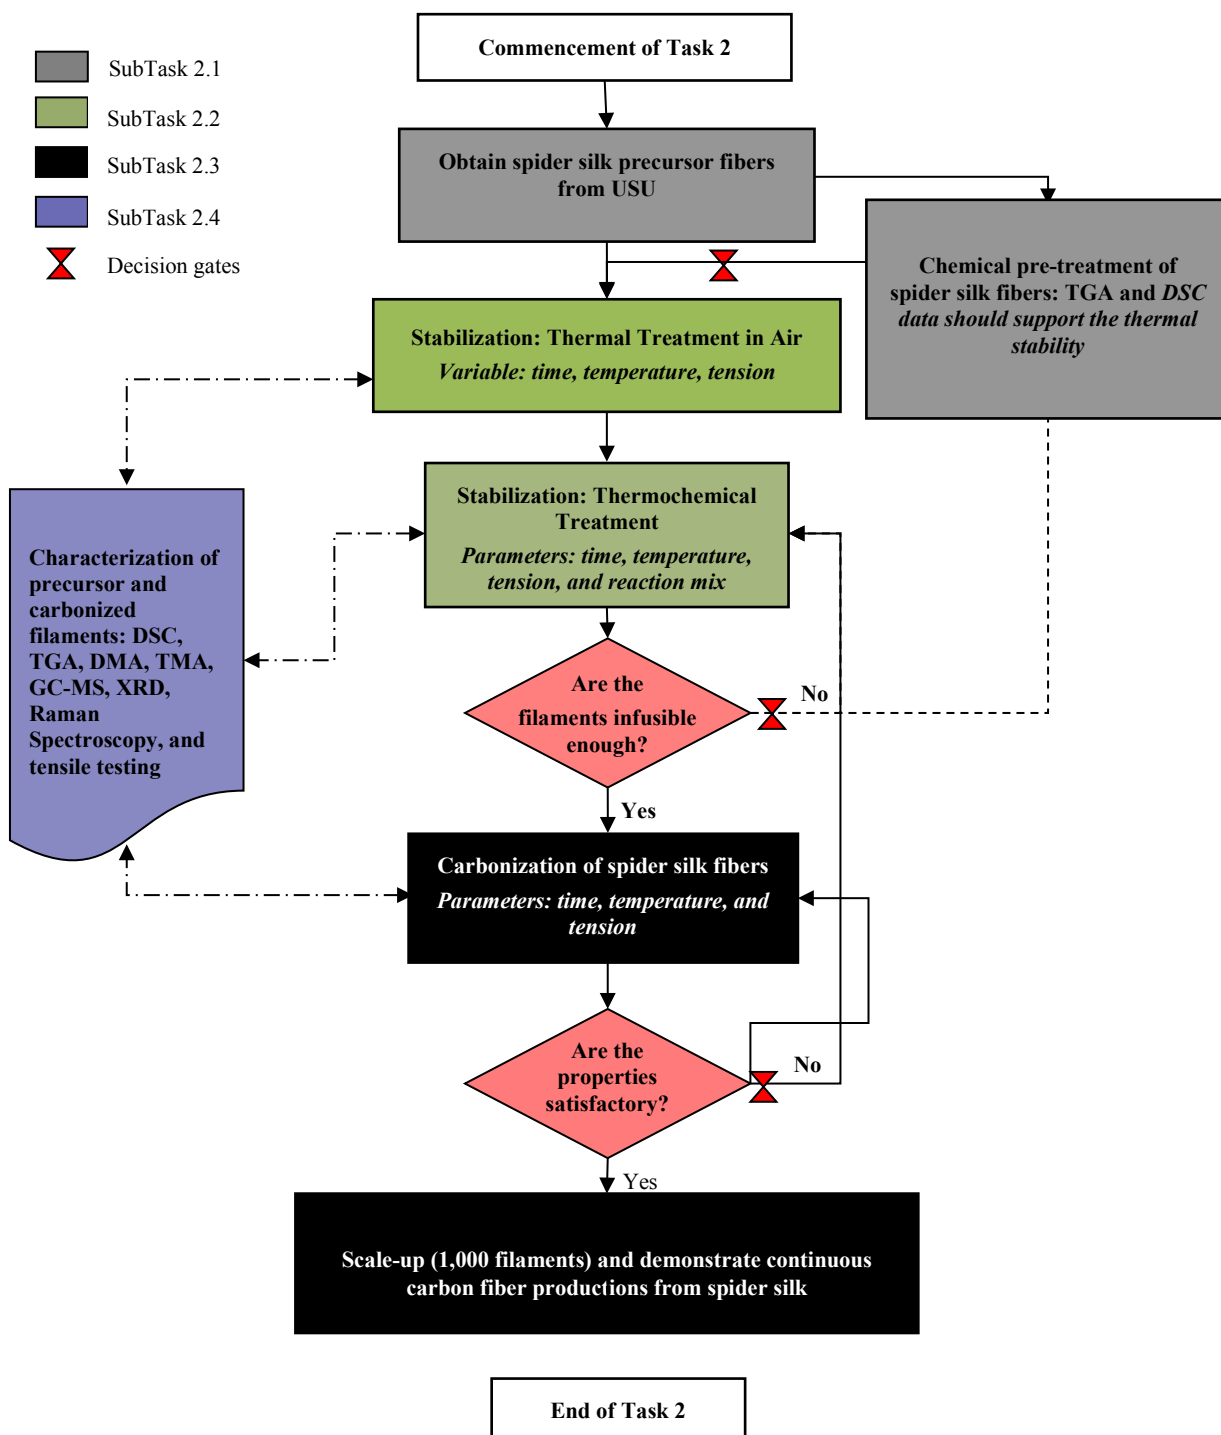 Commencement of Task 2
SubTask 2.1
SubTask 2.2
SubTask 2.3
SubTask 2.4
Decision gates
Obtain spider silk precursor fibers
from USU
Chemical pre-treatment of
spider silk fibers: TGA and DSC
data should support the thermal
stability
Stabilization: Thermal Treatment in Air
Variable: time, temperature, tension
Stabilization: Thermochemical
Treatment
Parameters: time, temperature,
tension, and reaction mix
Characterization of
precursor and
carbonized
filaments: DSC,
TGA, DMA, TMA,
GC-MS, XRD,
Raman
Spectroscopy, and
tensile testing
Are the
filaments infusible
enough?
No
Yes
Carbonization of spider silk fibers
Parameters: time, temperature, and
tension
Are the
properties
satisfactory?
No
Yes
Scale-up (1,000 filaments) and demonstrate continuous
carbon fiber productions from spider silk
End of Task 2